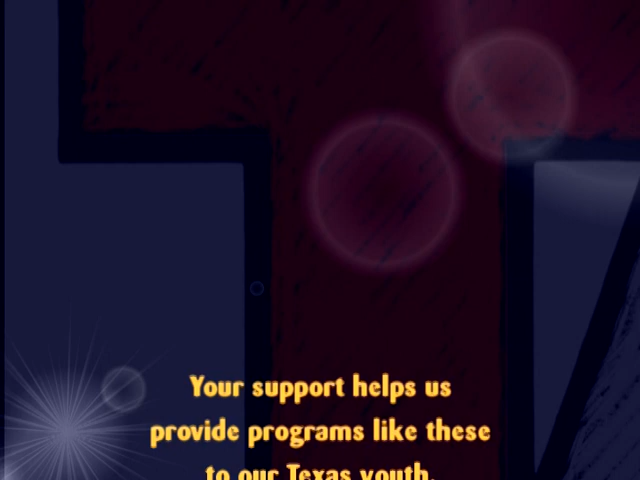 Your support helps us
provide programs like these
to our Texas youth.